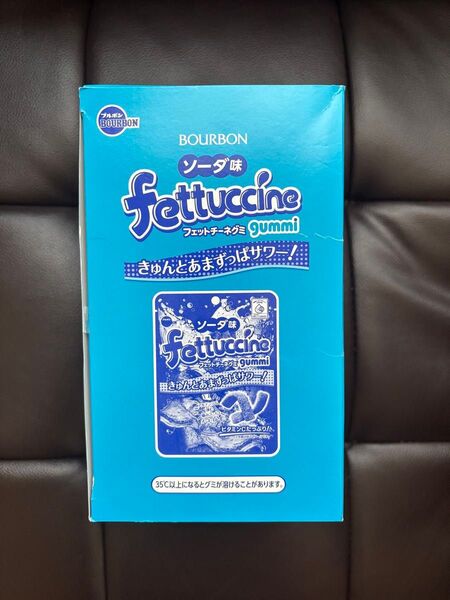 ブルボン
BOURBON
BOURBON
ソーダ味
fettuccine
フェットチーネグミ gummi
きゅんとあまずっぱサワー!
ソーダ味
fettuccine
フェットチーネグミ gummi
きゅんとあまずっぱサワー!
ビタミンCたっぷり!
35℃以上になるとグミが溶けることがあります。